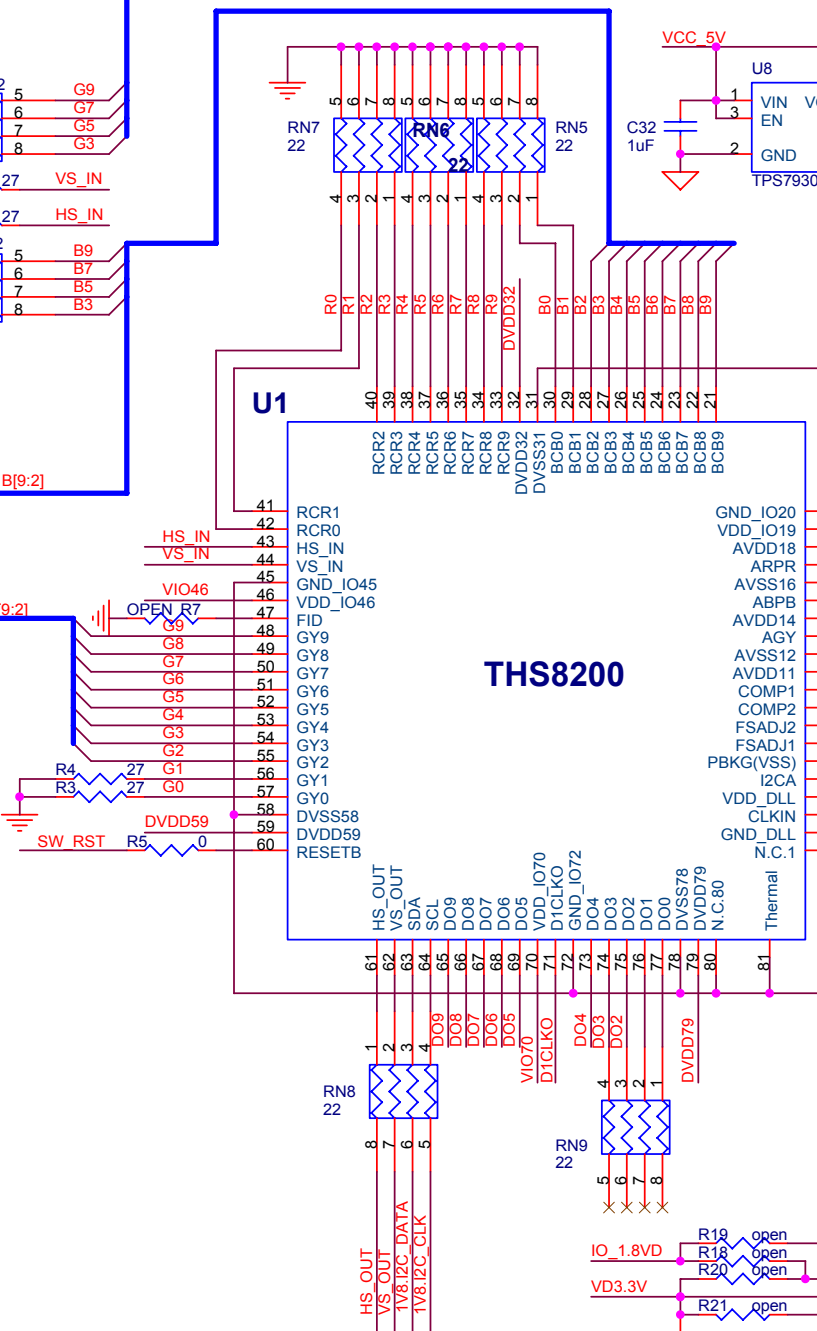 VCC_5V
U8
1
VIN
3
EN
2
GND
TPS7930
C32
1uF
2
5
G9
6
G7
7
G5
8
G3
27
VS_IN
27
HS_IN
5
B9
6
B7
7
B5
8
B3
B[9:2]
9:2]
5 6 7 8 5 6 7 8 5 6 7 8
RN7
22
RN6
22
RN5
22
4 3 2 1 4 3 2 1 4 3 2 1
R0 R1 R2 R3 R4 R5 R6 R7 R8 R9 DVDD32 B0 B1 B2 B3 B4 B5 B6 B7 B8 B9
40 39 38 37 36 35 34 33 32 31 30 29 28 27 26 25 24 23 22 21
U1
RCR2 RCR3 RCR4 RCR5 RCR6 RCR7 RCR8 RCR9 DVDD32 DVSS31 BCB0 BCB1 BCB2 BCB3 BCB4 BCB5 BCB6 BCB7 BCB8 BCB9
41 RCR1
42 RCR0
HS_IN 43 HS_IN
VS_IN 44 VS_IN
45 GND_IO45
VIO46 46 VDD_IO46
OPEN R7 47 FID
G9 48 GY9
G8 49 GY8
G7 50 GY7
G6 51 GY6
G5 52 GY5
G4 53 GY4
G3 54 GY3
G2 55 GY2
R4 27 G1 56 GY1
R3 27 G0 57 GY0
58 DVSS58
DVDD59 59 DVDD59
SW_RST R5 0 60 RESETB
THS8200
GND_IO20
VDD_IO19
AVDD18
ARPR
AVSS16
ABPB
AVDD14
AGY
AVSS12
AVDD11
COMP1
COMP2
FSADJ2
FSADJ1
PBKG(VSS)
I2CA
VDD_DLL
CLKIN
GND_DLL
N.C.1
HS_OUT VS_OUT SDA SCL DO9 DO8 DO7 DO6 DO5 VDD_IO70 D1CLKO GND_IO72 DO4 DO3 DO2 DO1 DO0 DVSS78 DVDD79 N.C.80 Thermal
61 62 63 64 65 66 67 68 69 70 71 72 73 74 75 76 77 78 79 80 81
DO9 DO8 DO7 DO6 DO5 VIO70 D1CLKO DO4 DO3 DO2 DVDD79
1 2 3 4
RN8
22
8 7 6 5
HS_OUT VS_OUT 1V8.I2C_DATA 1V8.I2C_CLK
4 3 2 1
RN9
22
5 6 7 8
R19 open
IO_1.8VD R18 open
R20 open
VD3.3V
R21 open